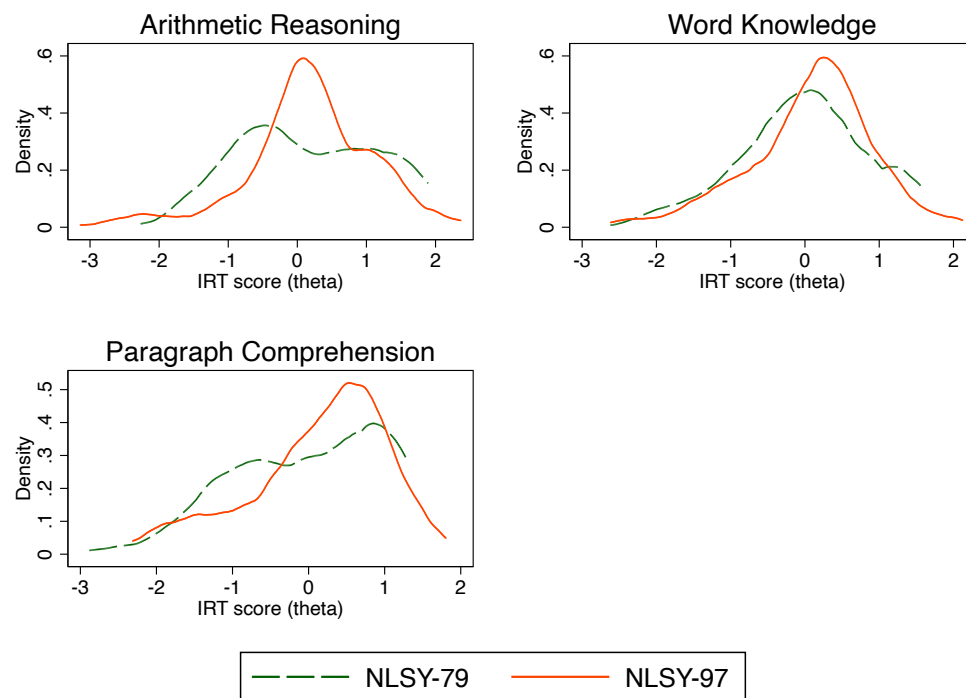 Arithmetic Reasoning
.6
.4
.2
0
Density
-3 -2 -1 0 1 2
IRT score (theta)
Word Knowledge
.6
.4
.2
0
Density
-3 -2 -1 0 1 2
IRT score (theta)
Paragraph Comprehension
.5
.4
.3
.2
.1
0
Density
-3 -2 -1 0 1 2
IRT score (theta)
NLSY-79 NLSY-97